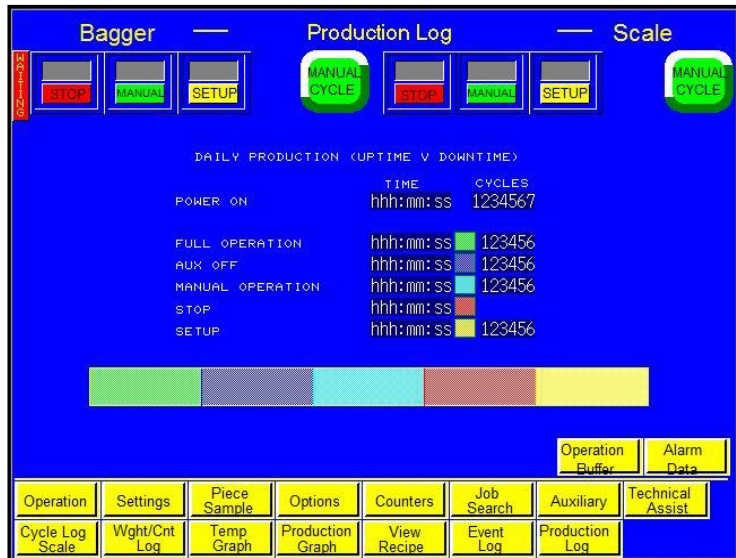 Bagger — Production Log — Scale
WAITING
STOP MANUAL SETUP MANUAL CYCLE STOP MANUAL SETUP MANUAL CYCLE
DAILY PRODUCTION (UPTIME V DOWNTIME)
TIME CYCLES
POWER ON hhh:mm:ss 1234567
FULL OPERATION hhh:mm:ss 123456
AUX OFF hhh:mm:ss 123456
MANUAL OPERATION hhh:mm:ss 123456
STOP hhh:mm:ss
SETUP hhh:mm:ss 123456
Operation Buffer Alarm Data
Operation Settings Piece Sample Options Counters Job Search Auxiliary Technical Assist
Cycle Log Scale Wght/Cnt Log Temp Graph Production Graph View Recipe Event Log Production Log